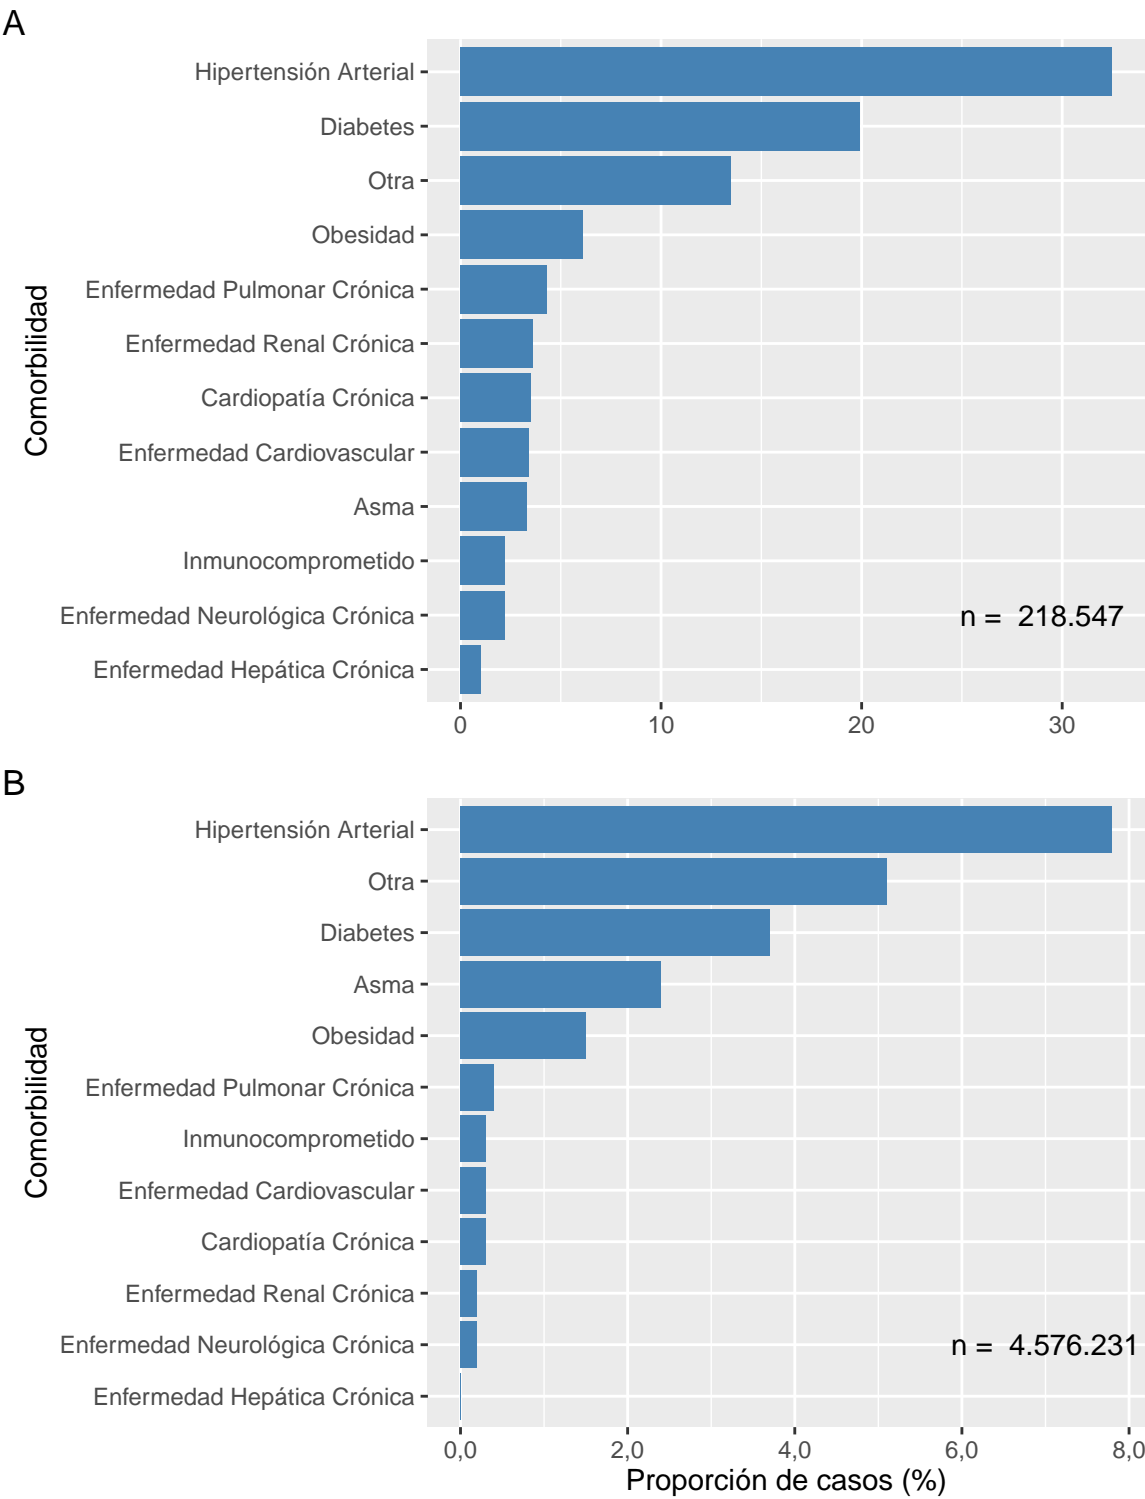 A
Hipertensión Arterial
Diabetes
Otra
Obesidad
Enfermedad Pulmonar Crónica
Enfermedad Renal Crónica
Cardiopatía Crónica
Enfermedad Cardiovascular
Asma
Inmunocomprometido
Enfermedad Neurológica Crónica
Enfermedad Hepática Crónica
Comorbilidad
n = 218.547
0 10 20 30
B
Hipertensión Arterial
Otra
Diabetes
Asma
Obesidad
Enfermedad Pulmonar Crónica
Inmunocomprometido
Enfermedad Cardiovascular
Cardiopatía Crónica
Enfermedad Renal Crónica
Enfermedad Neurológica Crónica
Enfermedad Hepática Crónica
Comorbilidad
n = 4.576.231
0,0 2,0 4,0 6,0 8,0
Proporción de casos (%)